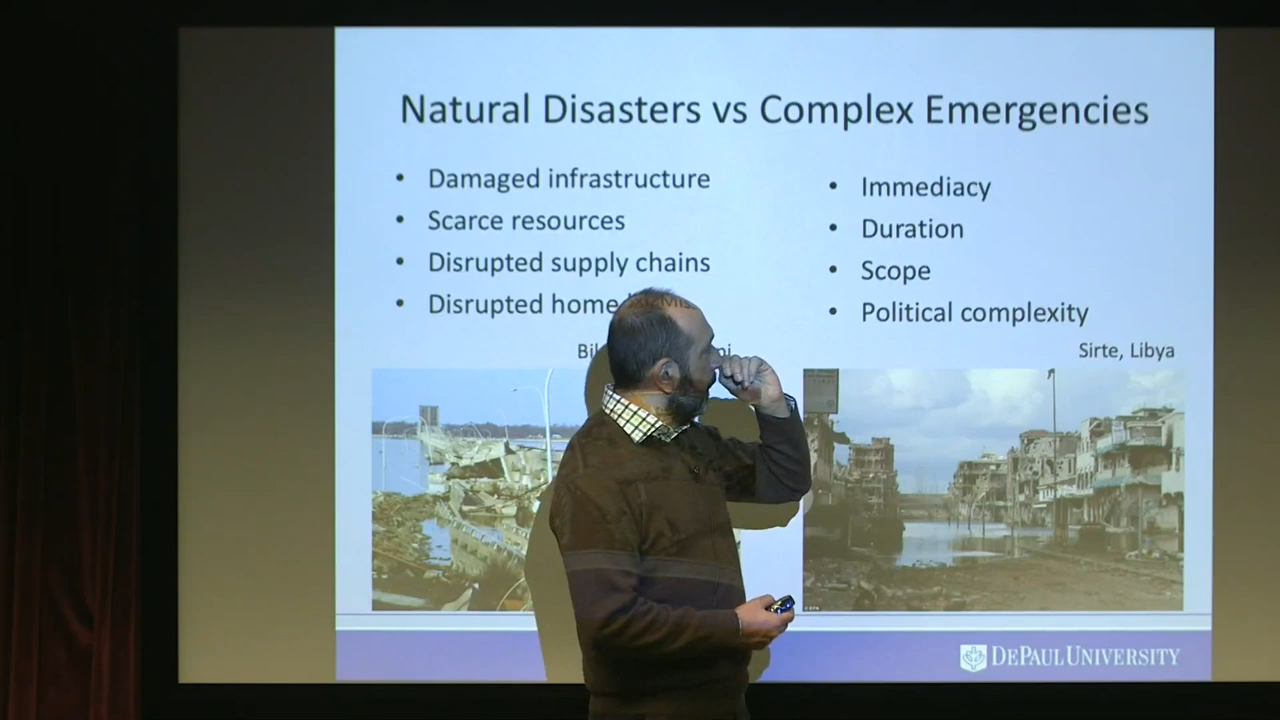 Natural Disasters vs Complex Emergencies
• Damaged infrastructure
• Scarce resources
• Disrupted supply chains
• Disrupted home
• Immediacy
• Duration
• Scope
• Political complexity
Sirte, Libya
DEPAUL UNIVERSITY